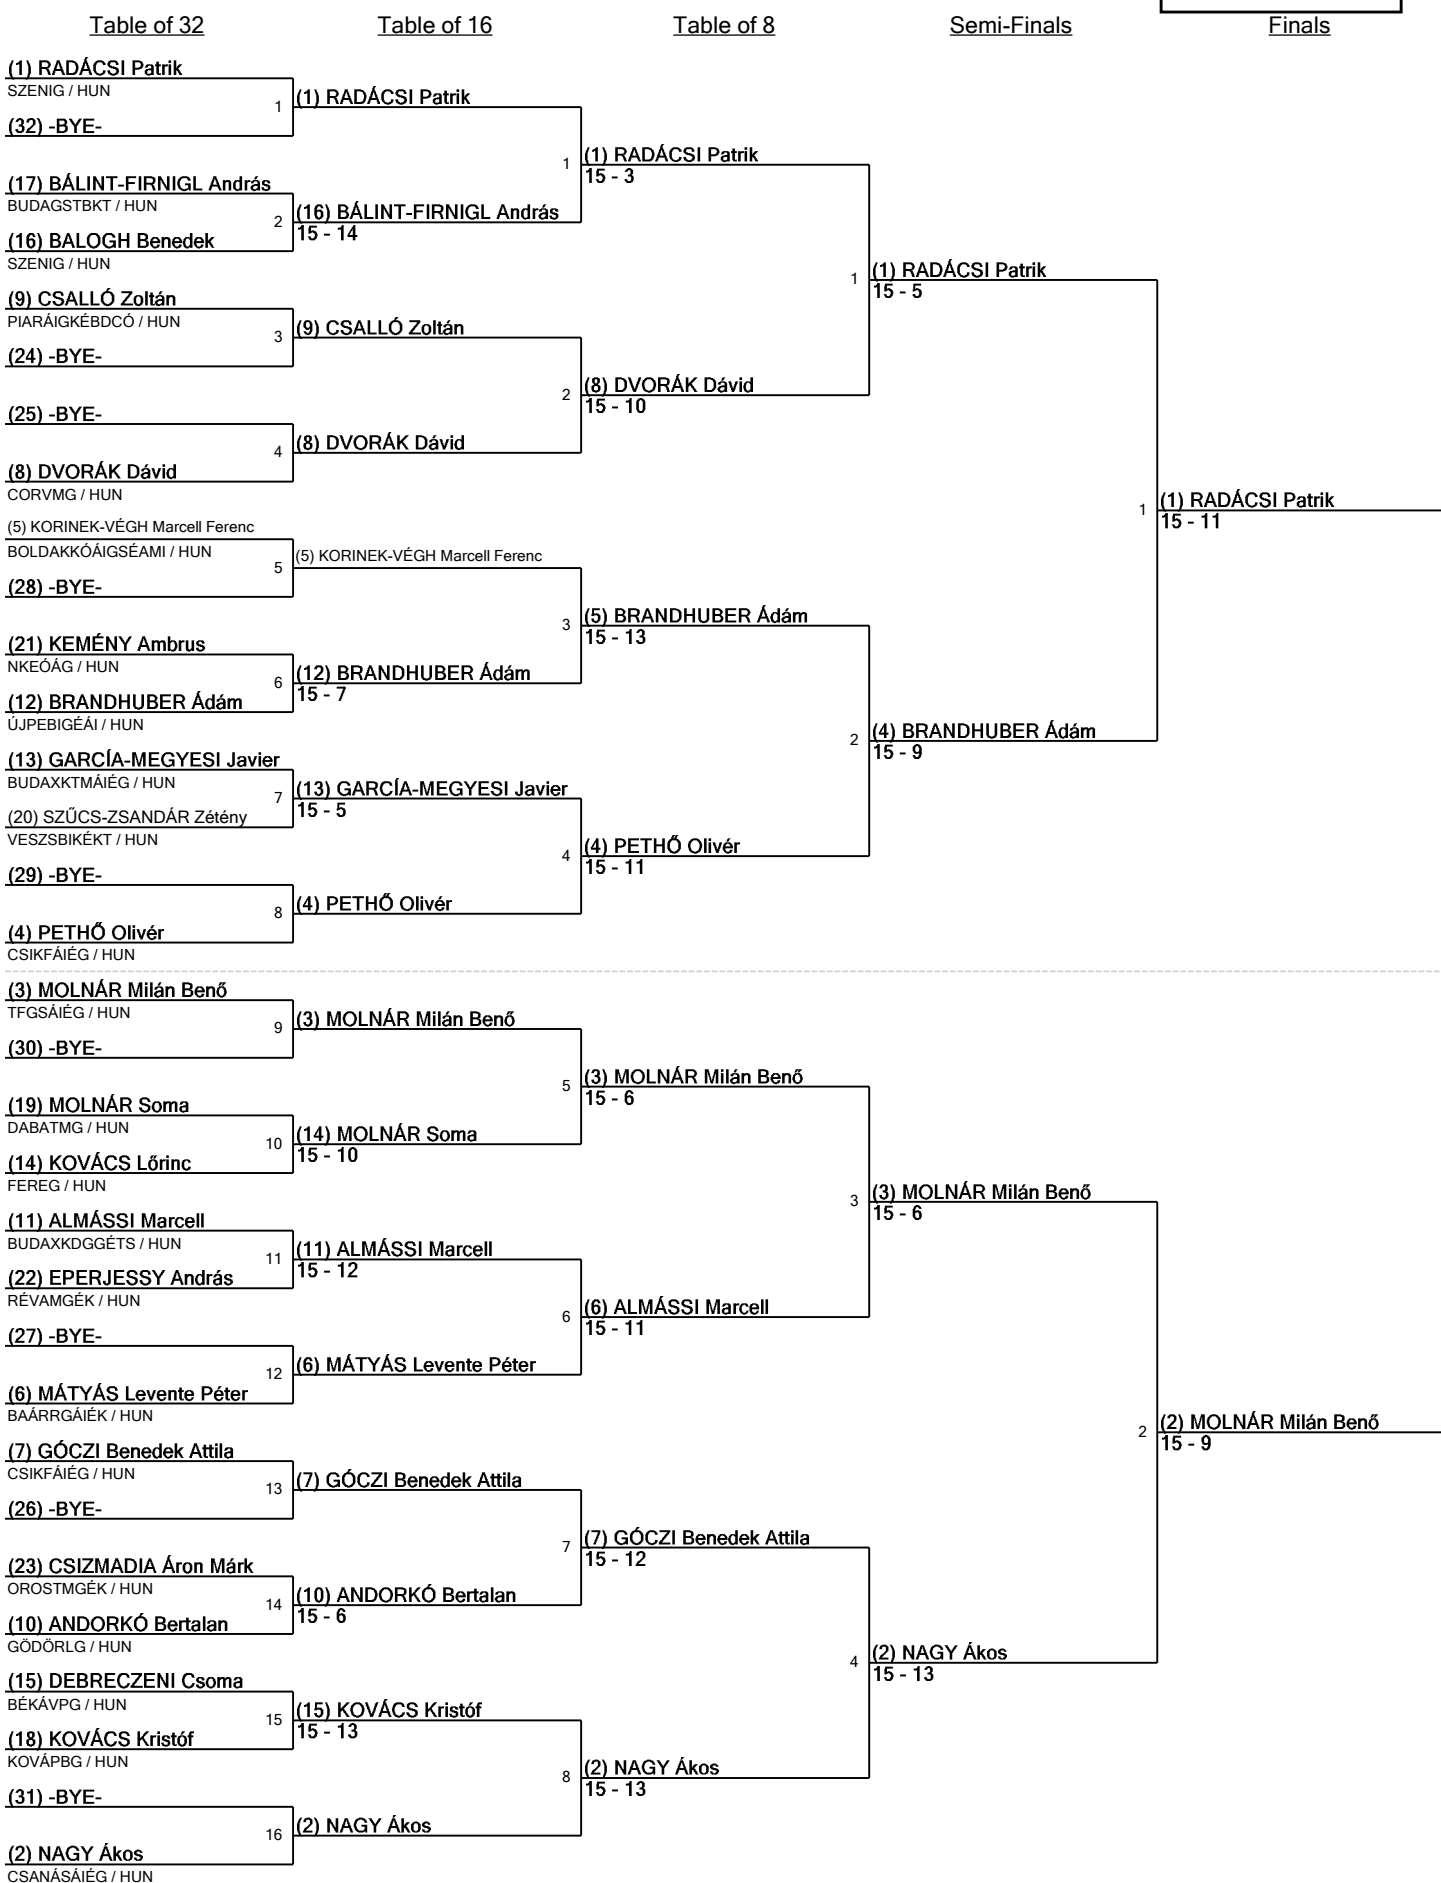 Table of 32
Table of 16
Table of 8
Semi-Finals
Finals
(1) RADÁCSI Patrik
SZENIG / HUN
(32) -BYE-
(17) BÁLINT-FIRNIGL András
BUDAGSTBKT / HUN
(16) BALOGH Benedek
SZENIG / HUN
(9) CSALLÓ Zoltán
PIARÁIGKÉBDCÓ / HUN
(24) -BYE-
(25) -BYE-
(8) DVORÁK Dávid
CORVMG / HUN
(5) KORINEK-VÉGH Marcell Ferenc
BOLDAKKÓÁIGSÉAMI / HUN
(28) -BYE-
(21) KEMÉNY Ambrus
NKEÓÁG / HUN
(12) BRANDHUBER Ádám
ÚJPEBIGÉÁI / HUN
(13) GARCÍA-MEGYESI Javier
BUDAXKTMÁIÉG / HUN
(20) SZŰCS-ZSANDÁR Zétény
VESZSBIKÉKT / HUN
(29) -BYE-
(4) PETHŐ Olivér
CSIKFÁIÉG / HUN
(3) MOLNÁR Milán Benő
TFGSÁIÉG / HUN
(30) -BYE-
(19) MOLNÁR Soma
DABATMG / HUN
(14) KOVÁCS Lőrinc
FEREG / HUN
(11) ALMÁSSI Marcell
BUDAXKDGGÉTS / HUN
(22) EPERJESSY András
RÉVAMGÉK / HUN
(27) -BYE-
(6) MÁTYÁS Levente Péter
BAÁRRGÁIÉK / HUN
(7) GÓCZI Benedek Attila
CSIKFÁIÉG / HUN
(26) -BYE-
(23) CSIZMADIA Áron Márk
OROSTMGÉK / HUN
(10) ANDORKÓ Bertalan
GÖDÖRLG / HUN
(15) DEBRECZENI Csoma
BÉKÁVPG / HUN
(18) KOVÁCS Kristóf
KOVÁPBG / HUN
(31) -BYE-
(2) NAGY Ákos
CSANÁSÁIÉG / HUN
1
(1) RADÁCSI Patrik
2
(16) BÁLINT-FIRNIGL András
15 - 14
3
(9) CSALLÓ Zoltán
4
(8) DVORÁK Dávid
5
(5) KORINEK-VÉGH Marcell Ferenc
6
(12) BRANDHUBER Ádám
15 - 7
7
(13) GARCÍA-MEGYESI Javier
15 - 5
8
(4) PETHŐ Olivér
9
(3) MOLNÁR Milán Benő
10
(14) MOLNÁR Soma
15 - 10
11
(11) ALMÁSSI Marcell
15 - 12
12
(6) MÁTYÁS Levente Péter
13
(7) GÓCZI Benedek Attila
14
(10) ANDORKÓ Bertalan
15 - 6
15
(15) KOVÁCS Kristóf
15 - 13
16
(2) NAGY Ákos
1
(1) RADÁCSI Patrik
15 - 3
2
(8) DVORÁK Dávid
15 - 10
3
(5) BRANDHUBER Ádám
15 - 13
4
(4) PETHŐ Olivér
15 - 11
5
(3) MOLNÁR Milán Benő
15 - 6
6
(6) ALMÁSSI Marcell
15 - 11
7
(7) GÓCZI Benedek Attila
15 - 12
8
(2) NAGY Ákos
15 - 13
1
(1) RADÁCSI Patrik
15 - 5
2
(4) BRANDHUBER Ádám
15 - 9
3
(3) MOLNÁR Milán Benő
15 - 6
4
(2) NAGY Ákos
15 - 13
1
(1) RADÁCSI Patrik
15 - 11
2
(2) MOLNÁR Milán Benő
15 - 9